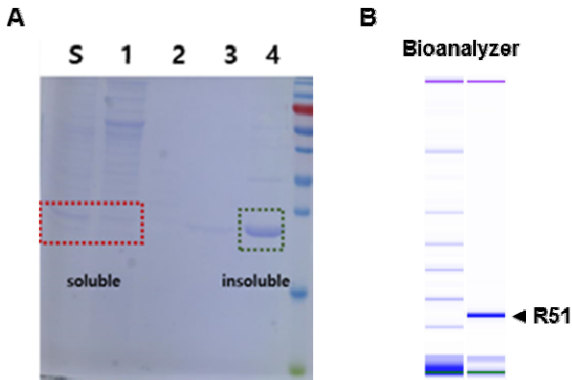 A
S 1 2 3 4
soluble
insoluble
B
Bioanalyzer
R51